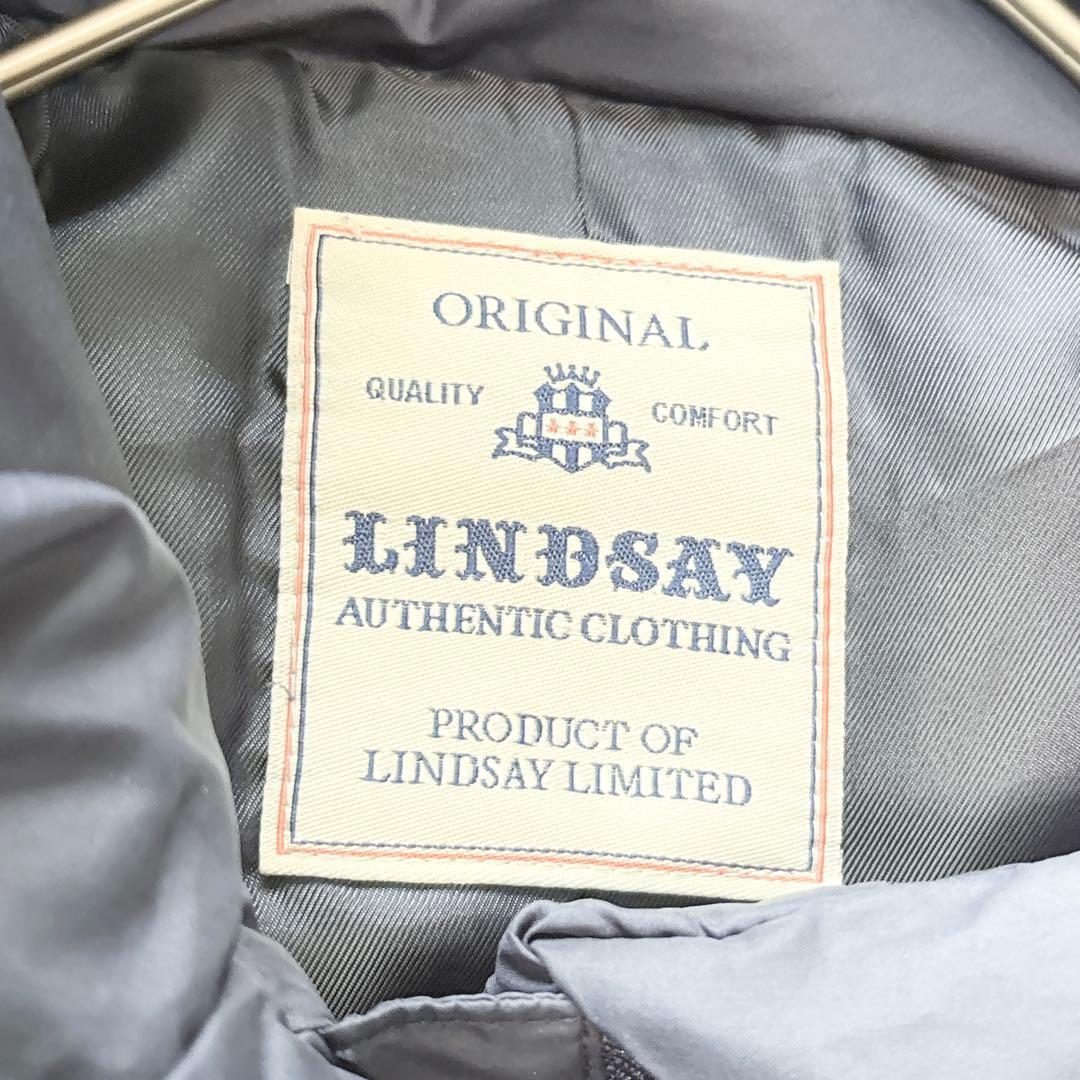 ORIGINAL
QUALITY COMFORT
LINDSAY
AUTHENTIC CLOTHING
PRODUCT OF
LINDSAY LIMITED